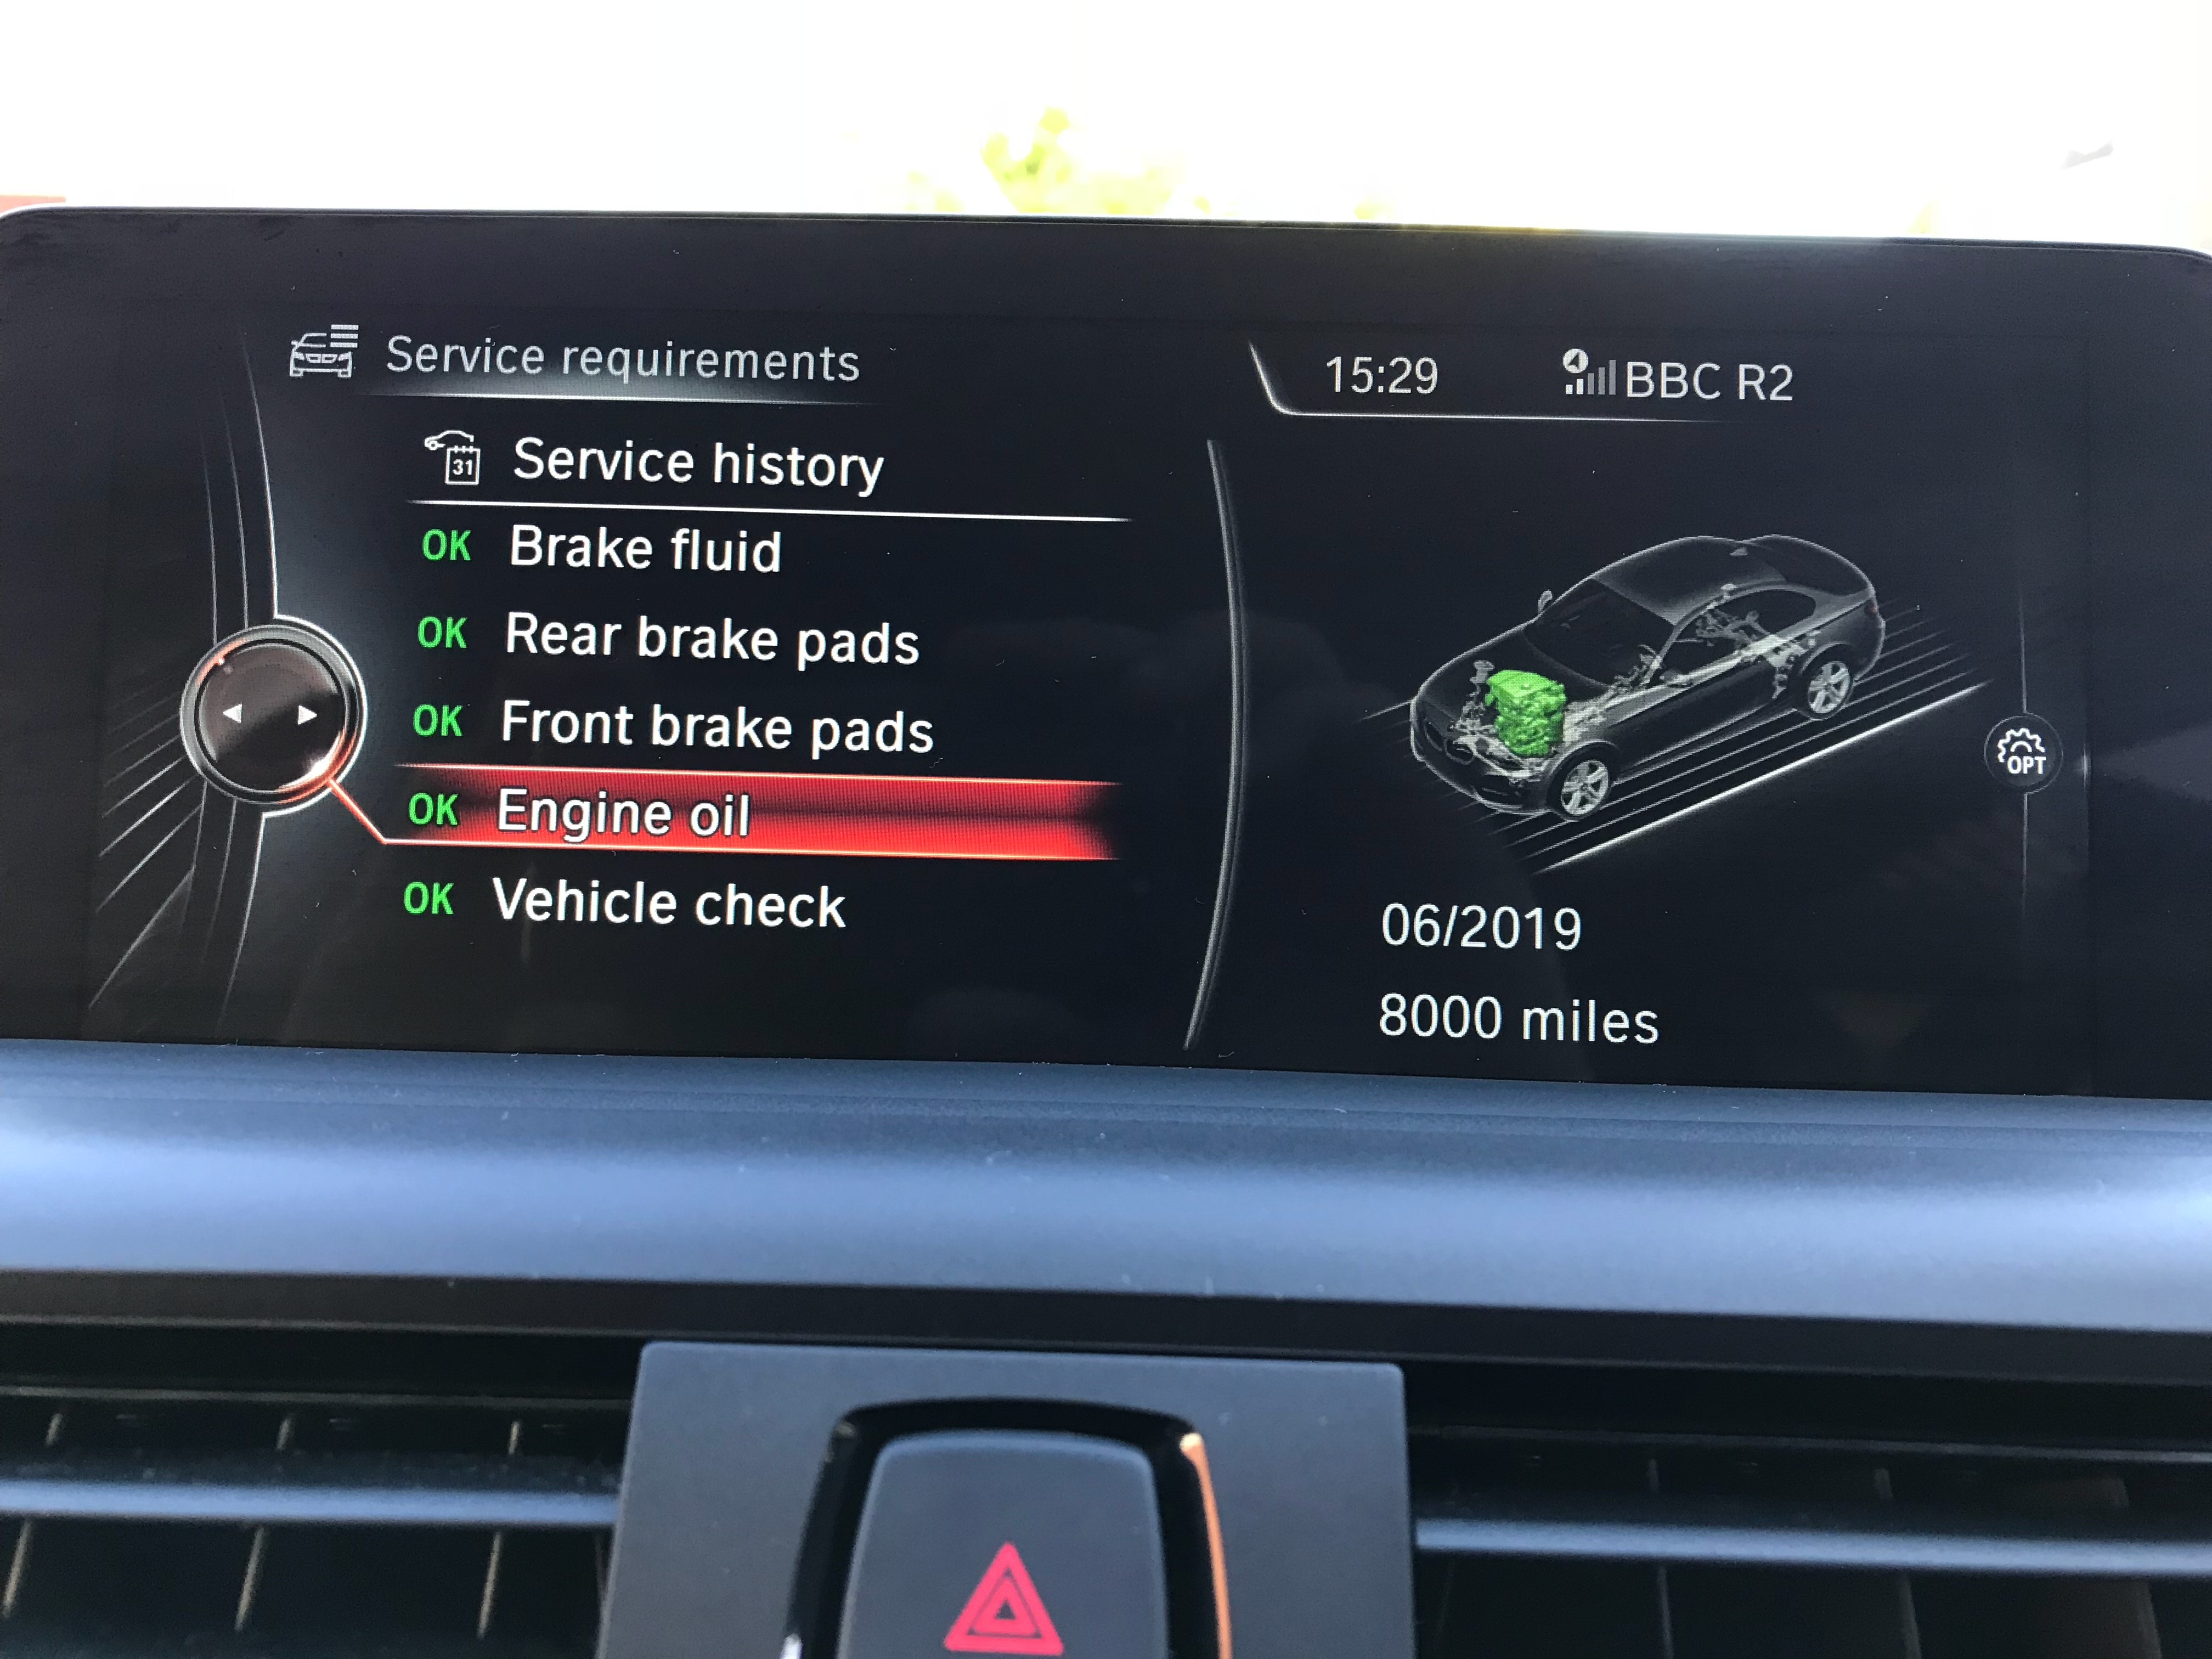 Service requirements
15:29
BBC R2
31
Service history
OK Brake fluid
OK Rear brake pads
OK Front brake pads
OK Engine oil
OK Vehicle check
OPT
06/2019
8000 miles